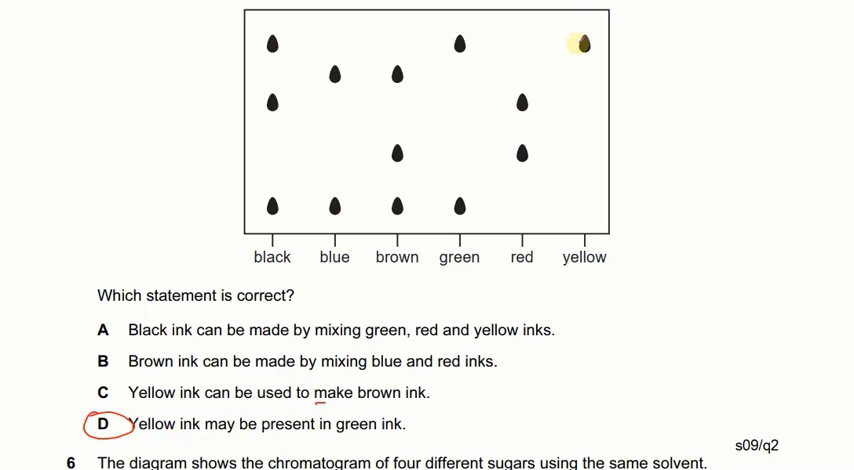 black blue brown green red yellow
Which statement is correct?
A Black ink can be made by mixing green, red and yellow inks.
B Brown ink can be made by mixing blue and red inks.
C Yellow ink can be used to make brown ink.
D Yellow ink may be present in green ink.
s09/q2
6 The diagram shows the chromatogram of four different sugars using the same solvent.